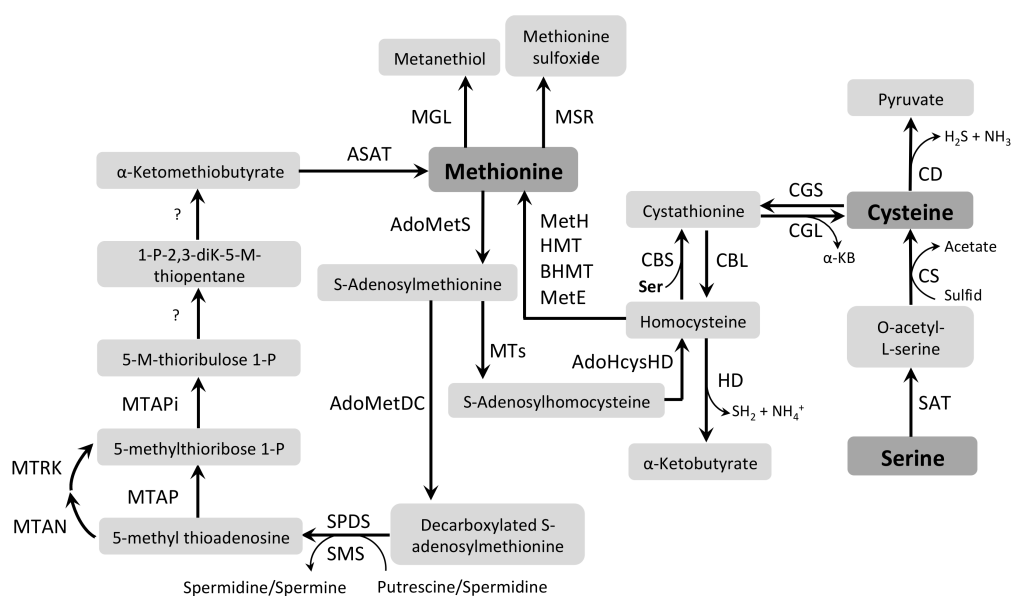 Methionine
sulfoxide
Metanethiol
Pyruvate
MGL
MSR
H₂S + NH₃
ASAT
CD
α-Ketomethiobutyrate
Methionine
CGS
Cystathionine
Cysteine
AdoMetS
MetH
HMT
BHMT
MetE
CGL
α-KB
?
1-P-2,3-diK-5-M-
thiopentane
CBS
CBL
Ser
Acetate
CS
Sulfid
S-Adenosylmethionine
?
Homocysteine
O-acetyl-
L-serine
5-M-thioribulose 1-P
MTs
AdoHcysHD
HD
MTAPi
AdoMetDC
S-Adenosylhomocysteine
SH₂ + NH₄⁺
SAT
5-methylthioribose 1-P
α-Ketobutyrate
Serine
MTRK
MTAP
MTAN
5-methyl thioadenosine
SPDS
SMS
Decarboxylated S-
adenosylmethionine
Spermidine/Spermine
Putrescine/Spermidine